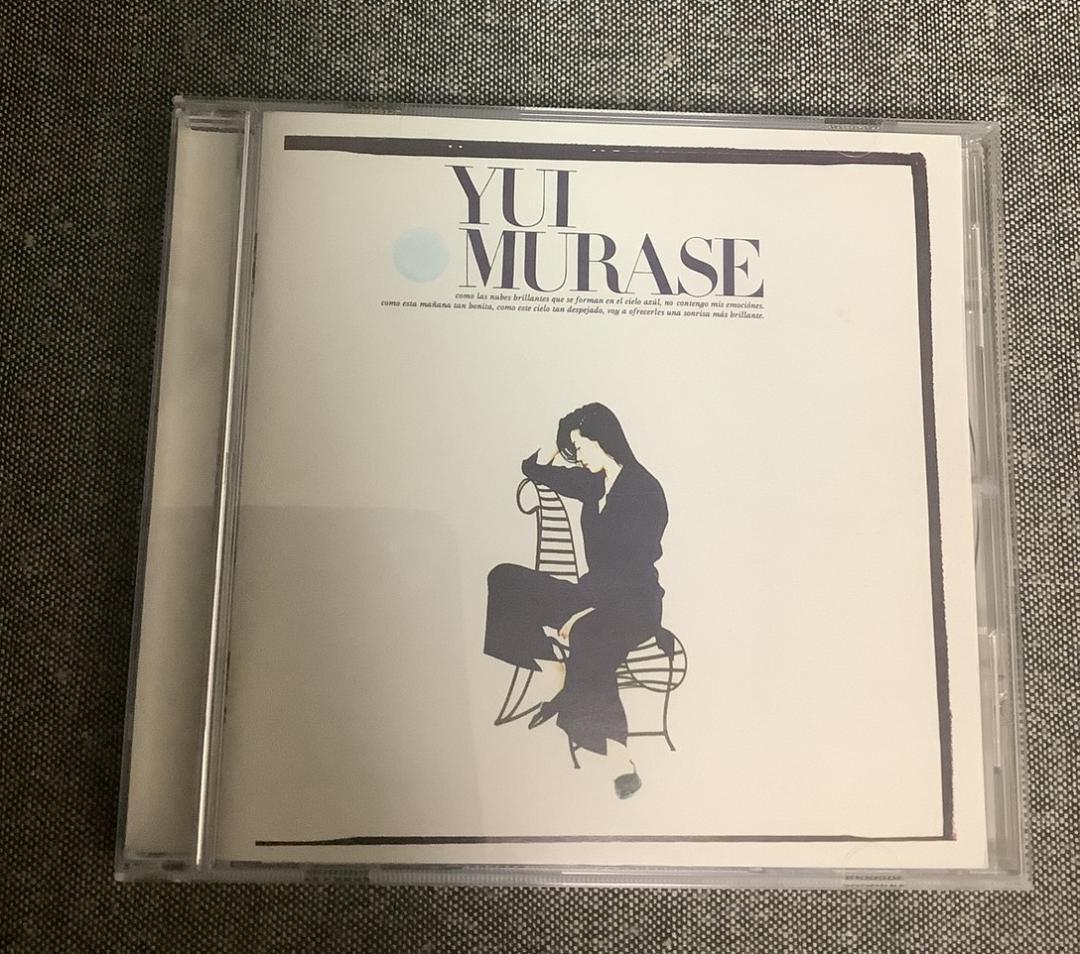 YUI
MURASE
como las nubes brillantes que se forman en el cielo azúl, no contengo mis emociónes.
como esta mañana tan bonita, como este cielo tan despejado, voy a ofrecerles una sonrisa más brillante.